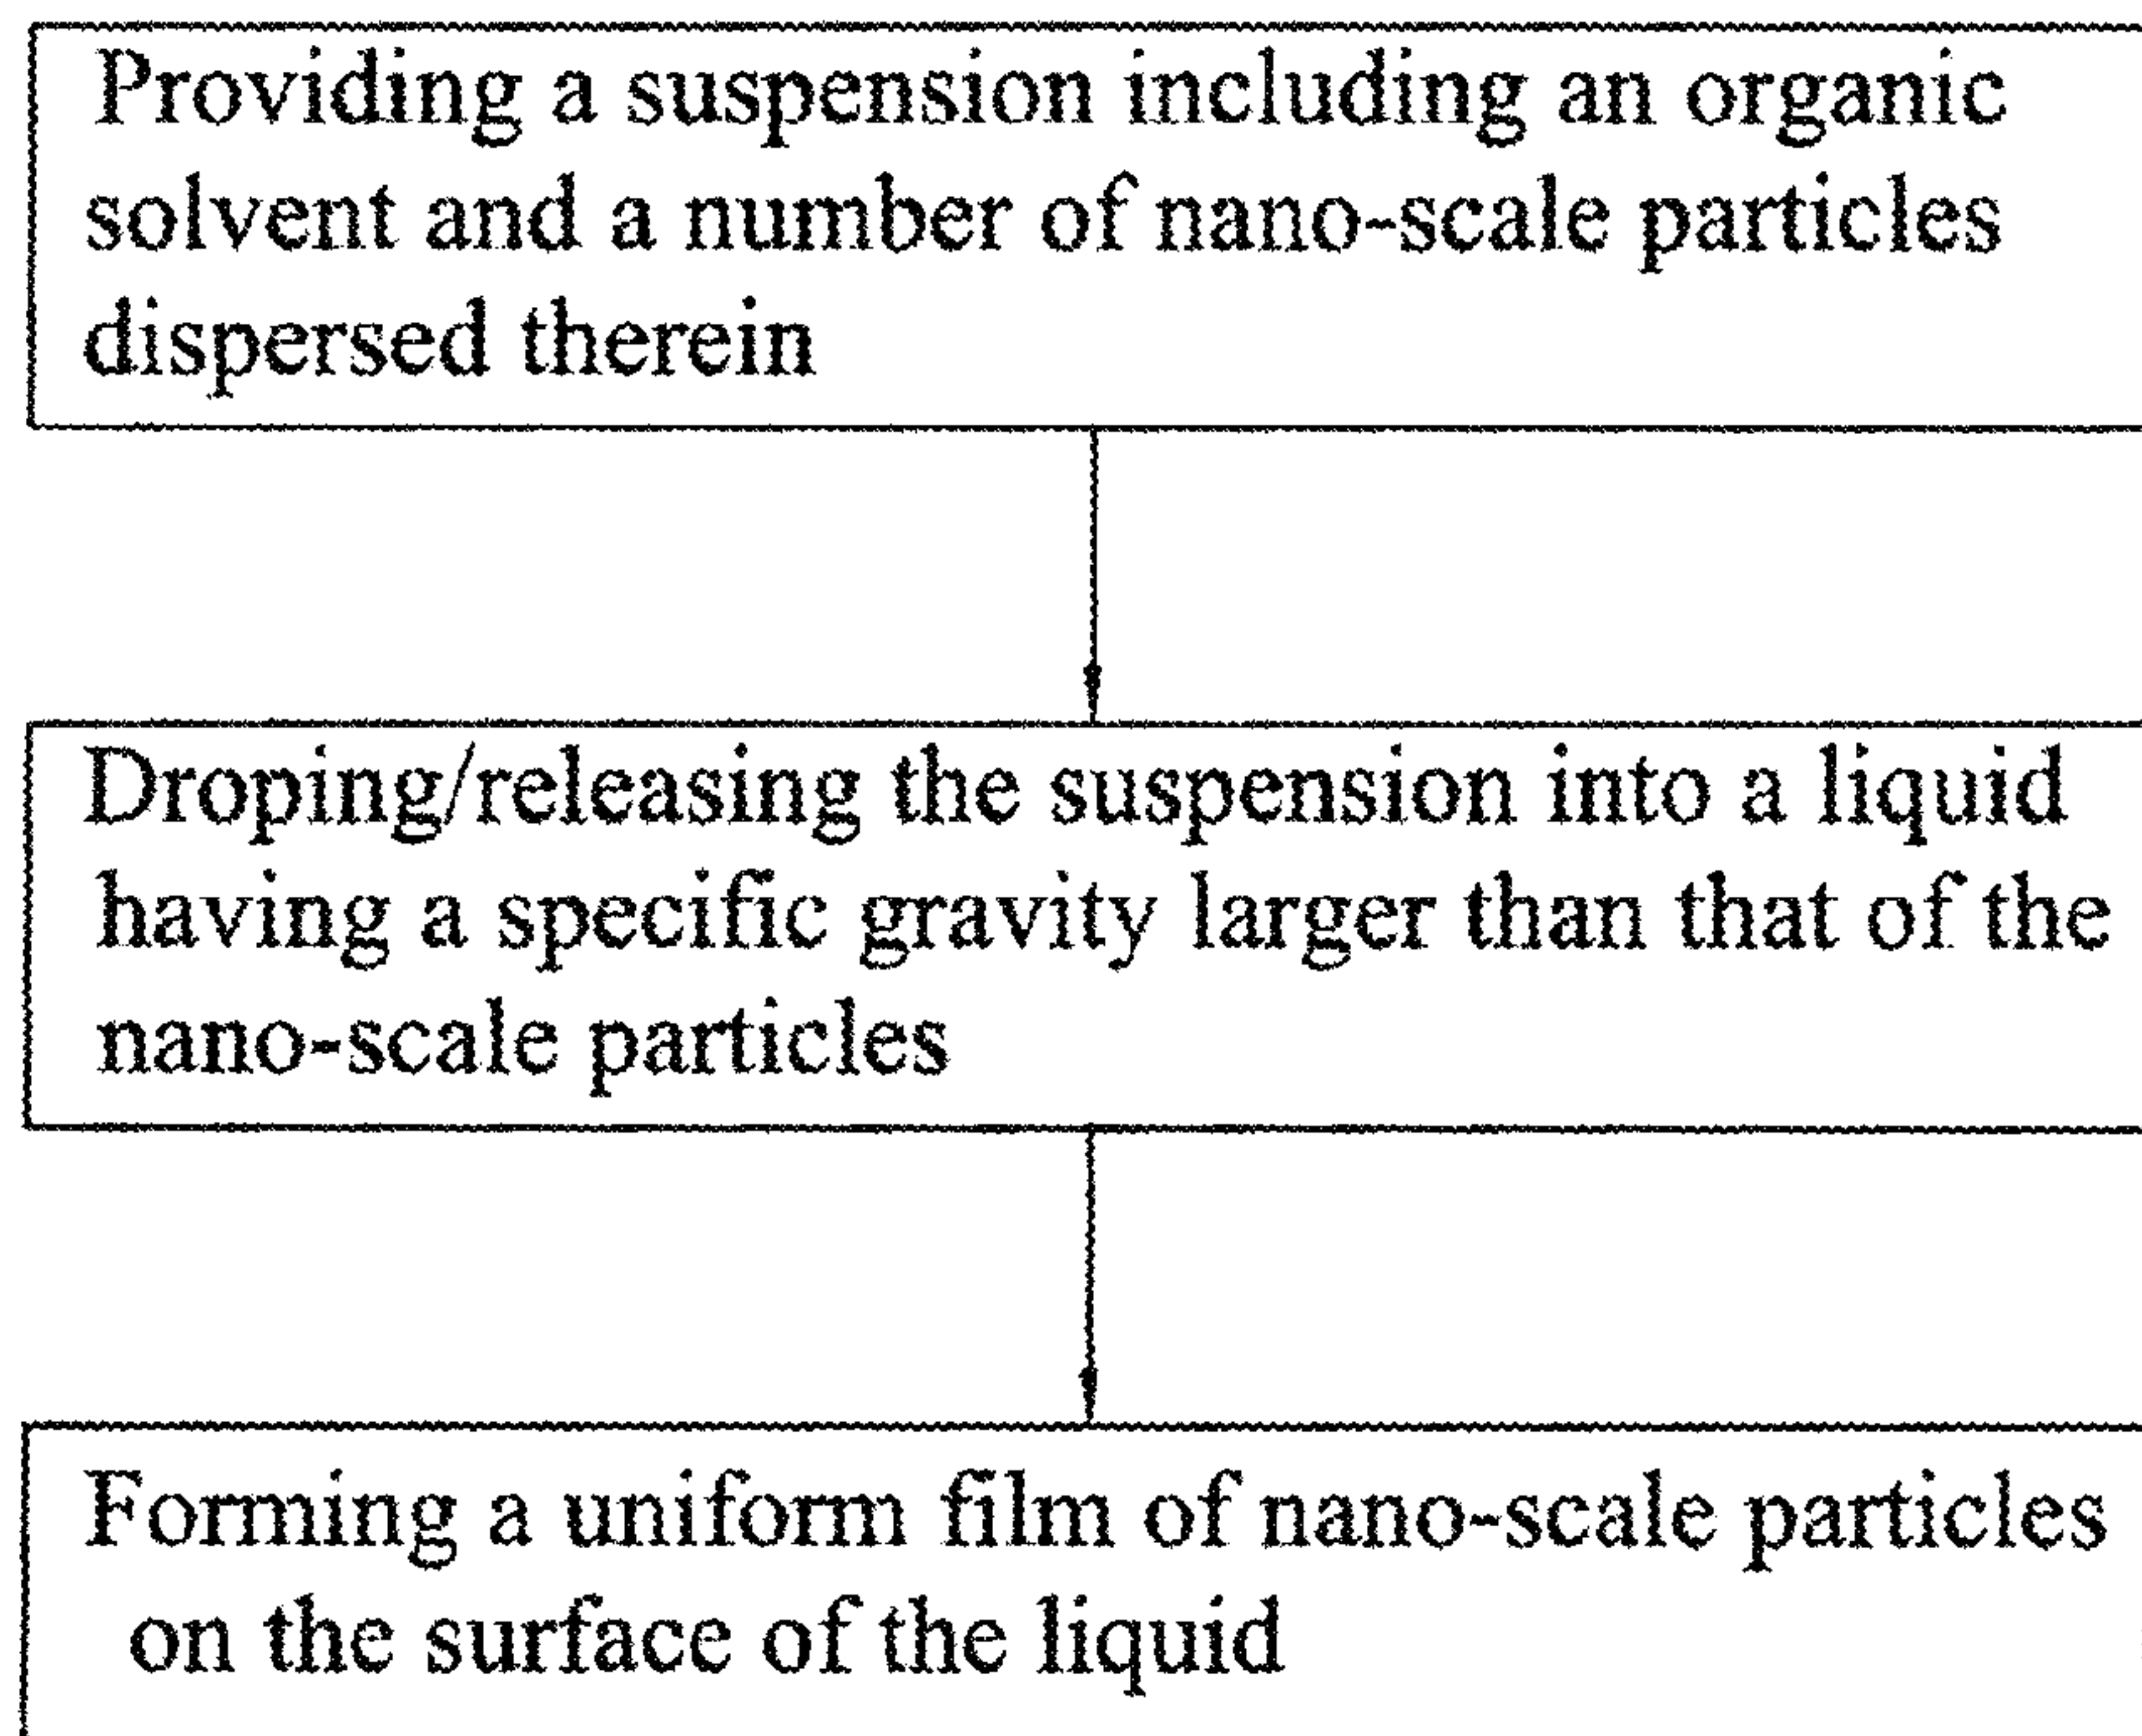 Providing a suspension including an organic
solvent and a number of nano-scale particles
dispersed therein
Droping/releasing the suspension into a liquid
having a specific gravity larger than that of the
nano-scale particles
Forming a uniform film of nano-scale particles
on the surface of the liquid